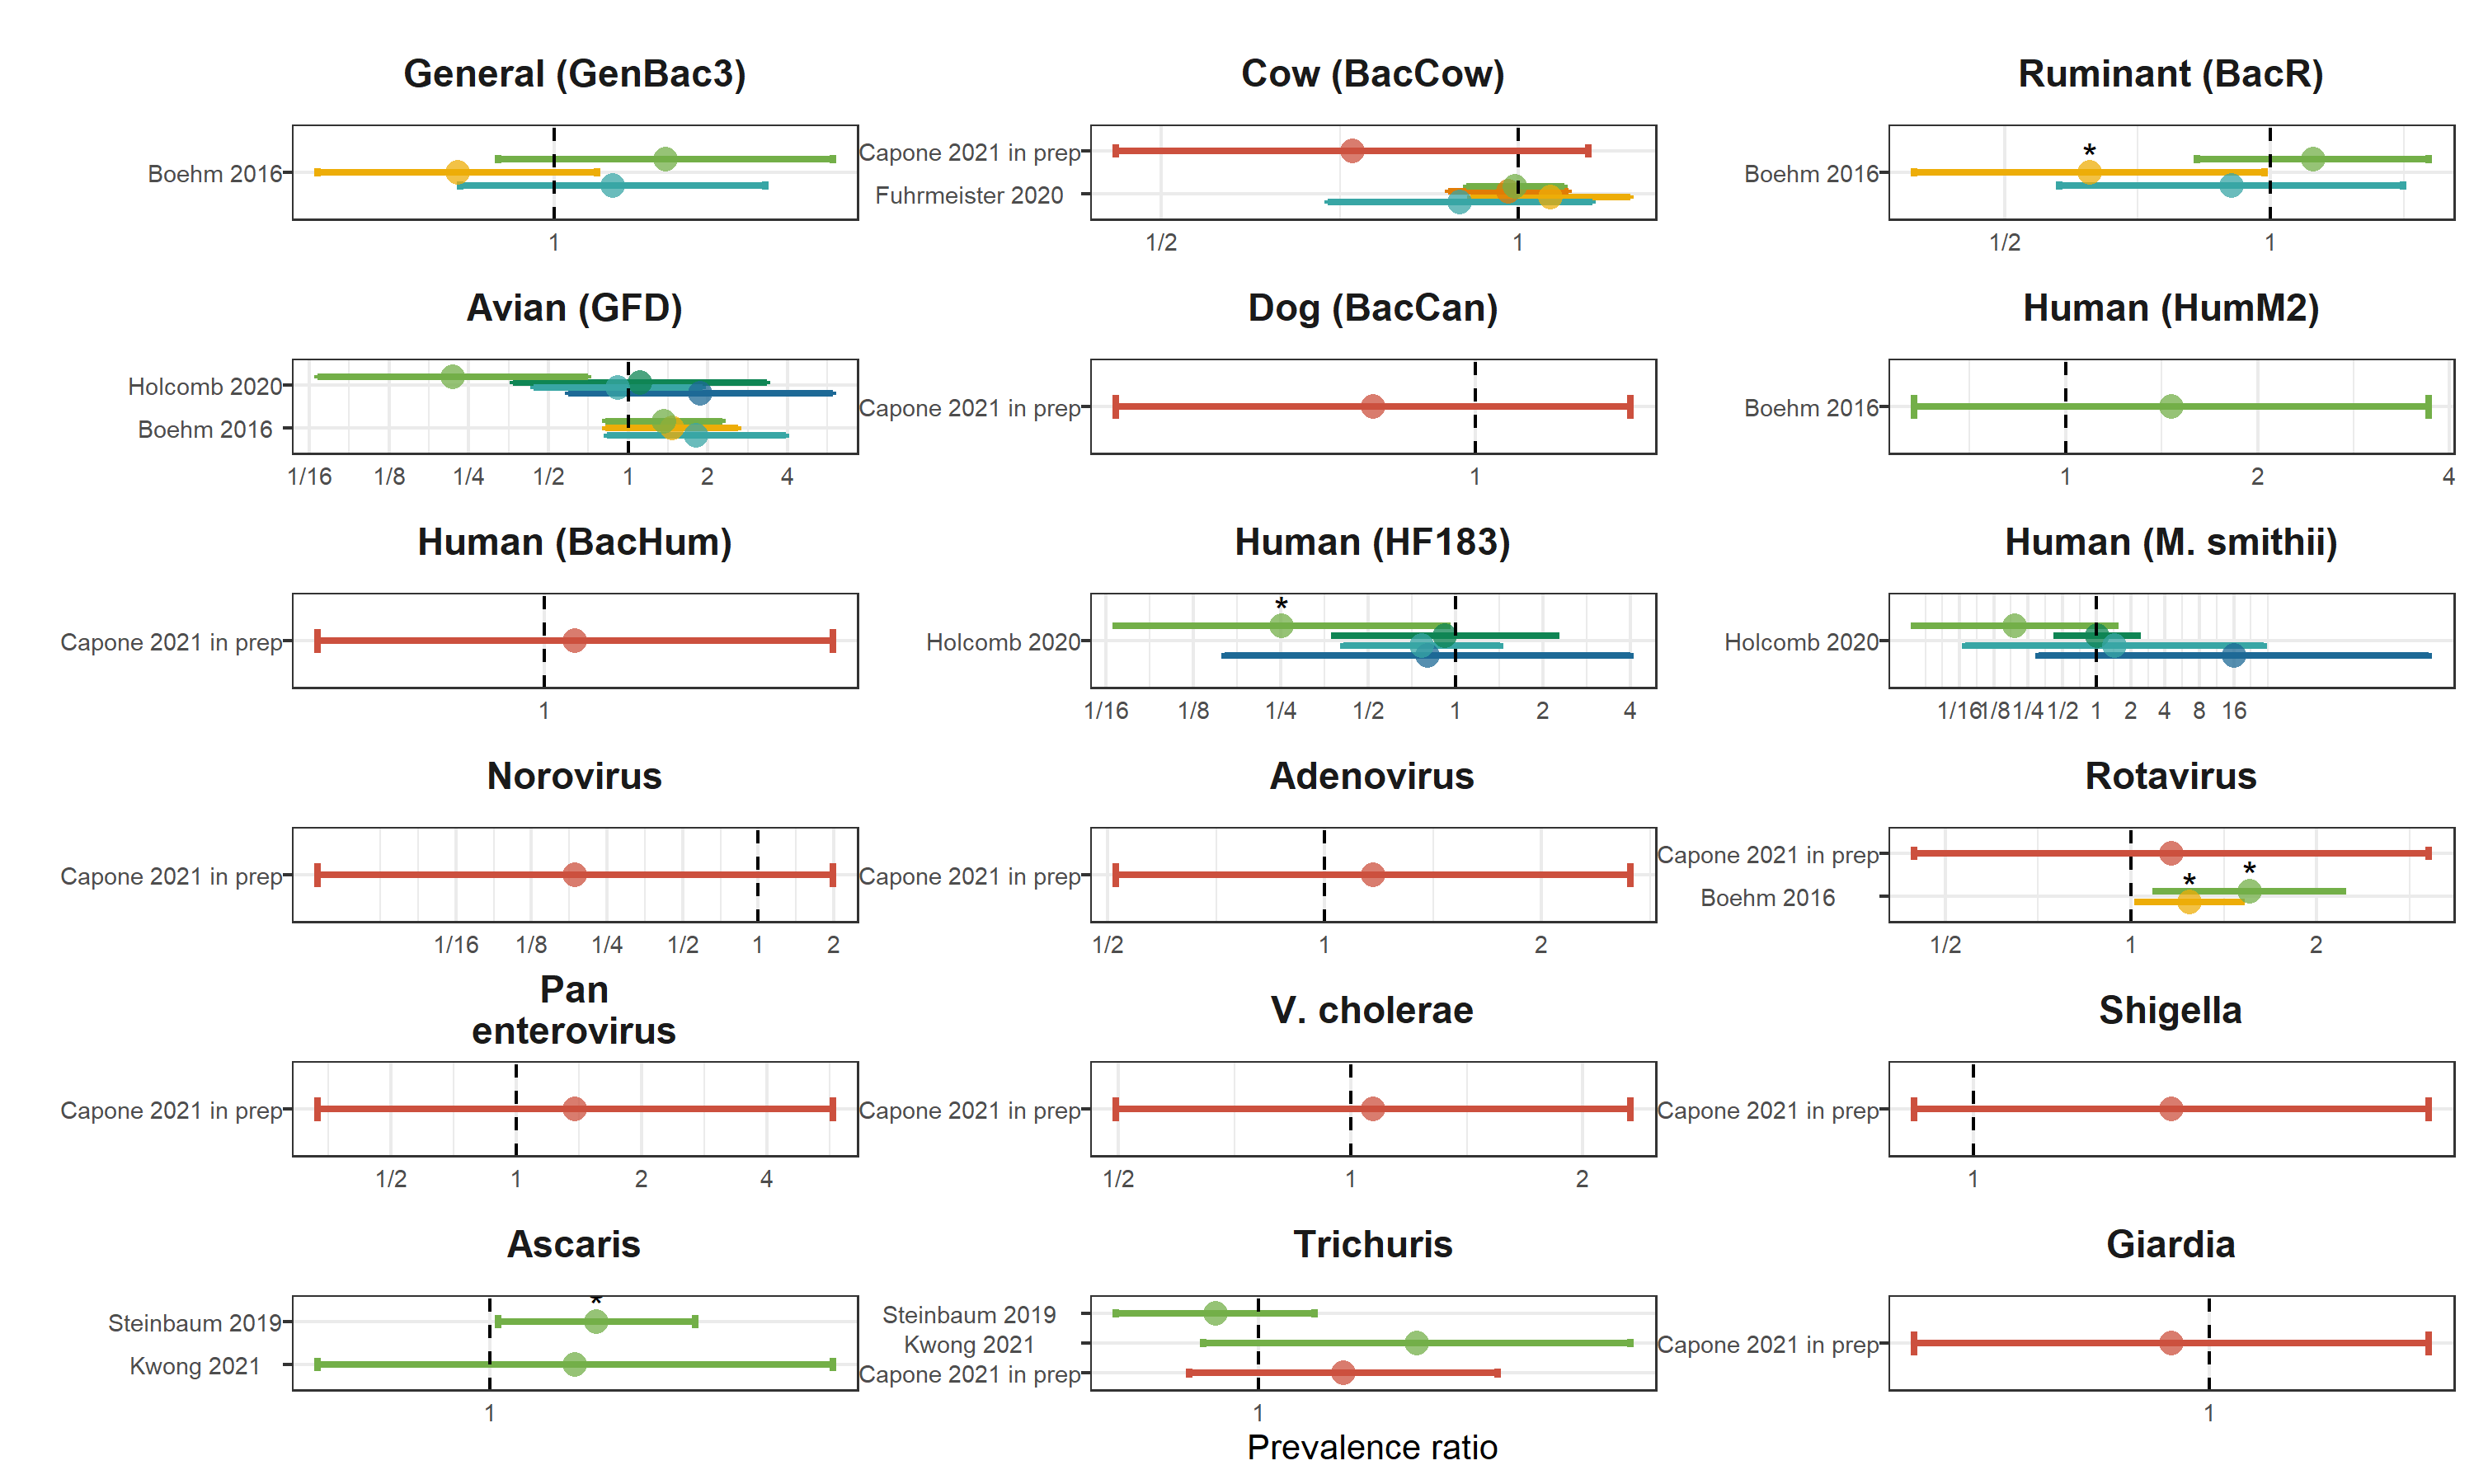 General (GenBac3)
Cow (BacCow)
Ruminant (BacR)
Boehm 2016
Capone 2021 in prep
Fuhrmeister 2020
Boehm 2016
*
1
1/2 1
1/2 1
Avian (GFD)
Dog (BacCan)
Human (HumM2)
Holcomb 2020
Boehm 2016
Capone 2021 in prep
Boehm 2016
1/16 1/8 1/4 1/2 1 2 4
1
1 2 4
Human (BacHum)
Human (HF183)
Human (M. smithii)
Capone 2021 in prep
Holcomb 2020
*
Holcomb 2020
1
1/16 1/8 1/4 1/2 1 2 4
1/16 1/8 1/4 1/2 1 2 4 8 16
Norovirus
Adenovirus
Rotavirus
Capone 2021 in prep
Capone 2021 in prep
Capone 2021 in prep
Boehm 2016
* *
1/16 1/8 1/4 1/2 1 2
1/2 1 2
1/2 1 2
Pan
enterovirus
V. cholerae
Shigella
Capone 2021 in prep
Capone 2021 in prep
Capone 2021 in prep
1/2 1 2 4
1/2 1 2
1
Ascaris
Trichuris
Giardia
Steinbaum 2019
Kwong 2021
*
Steinbaum 2019
Kwong 2021
Capone 2021 in prep
Capone 2021 in prep
1
1
1
Prevalence ratio